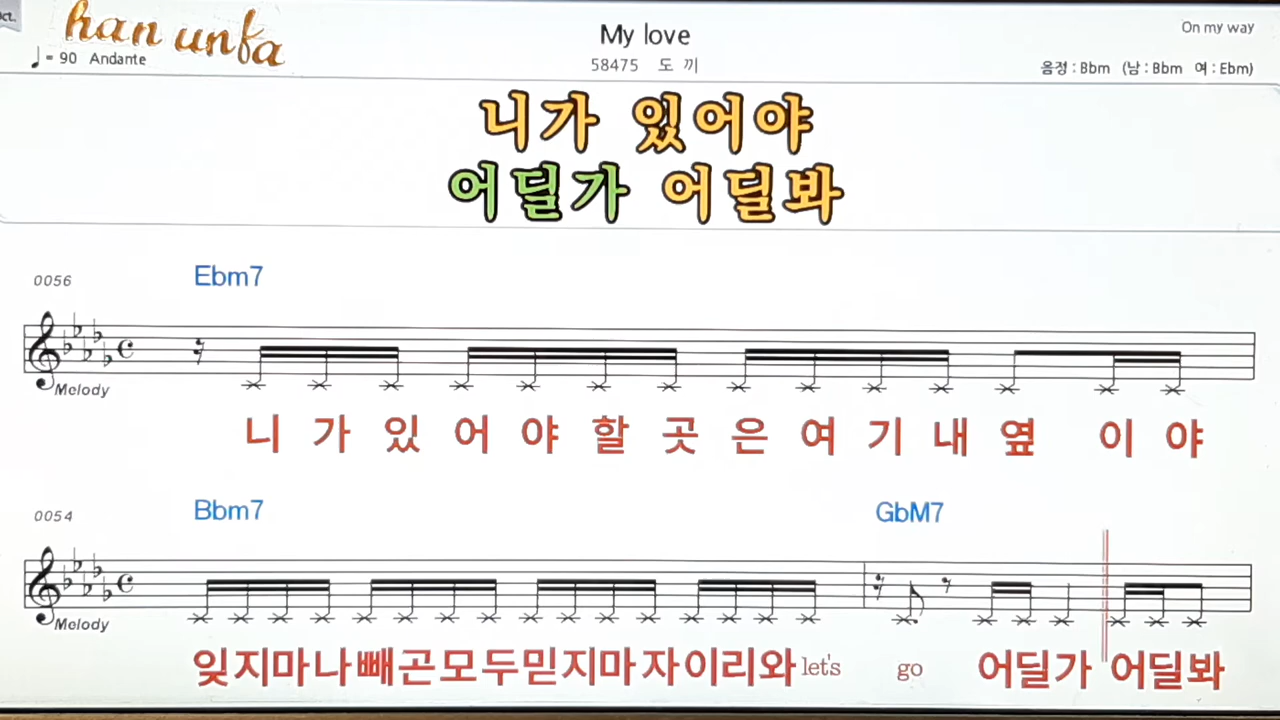 ct.
han unfa
My love
On my way
♩ = 90 Andante
58475 도 끼
음정 : Bbm (남 : Bbm 여 : Ebm)
니가 있어야
어딜가 어딜봐
0056
Ebm7
Melody
니 가 있 어 야 할 곳 은 여 기 내 옆 이 야
0054
Bbm7 GbM7
Melody
잊지마나빼곤모두믿지마자이리와 let's go 어딜가 어딜봐